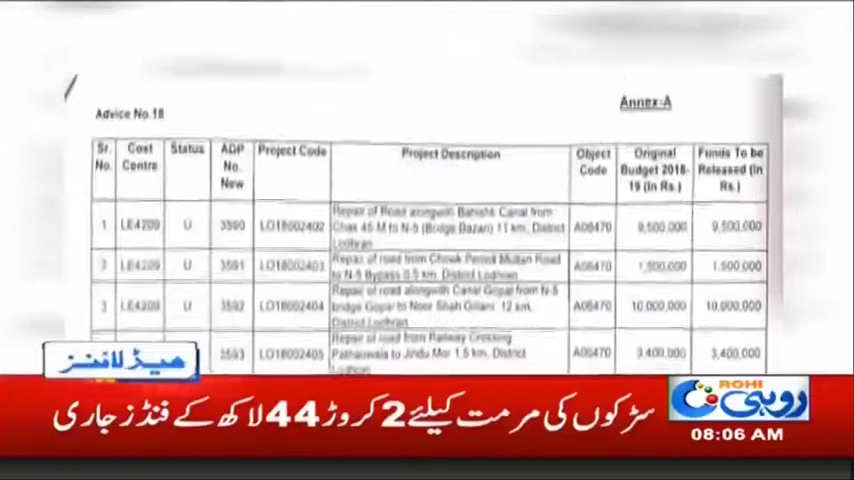 Annex-A
Advice No.18
Sr. No. Cost Centre Status ADP No. New Project Code Project Description Object Code Original Budget 2018-19 (In Rs.) Funds To be Released (In Rs.)
1 LE4209 U 3590 LO18002402 Repair of Road alongwith Bahishti Canal from Chak 45-M to N-5 (Bridge Bazari) 11 km. District Lodhran A05470 9,500,000 9,500,000
2 LE4209 U 3591 LO18002403 Repair of road from Chowk Permit Multan Road to N-5 Bypass 0.5 km. District Lodhran A05470 1,500,000 1,500,000
3 LE4209 U 3592 LO18002404 Repair of road alongwith Canal Gopal from N-5 bridge Gopal to Noor Shah Gillani 12 km. District Lodhran A05470 10,000,000 10,000,000
3593 LO18002405 Repair of road from Railway Crossing Pathanwala to Jindu Mor 1.5 km. District Lodhran A05470 3,400,000 3,400,000
ہیڈلائنز
سڑکوں کی مرمت کیلئے 2 کروڑ 44 لاکھ کے فنڈز جاری
ROHI
روہی
08:06 AM